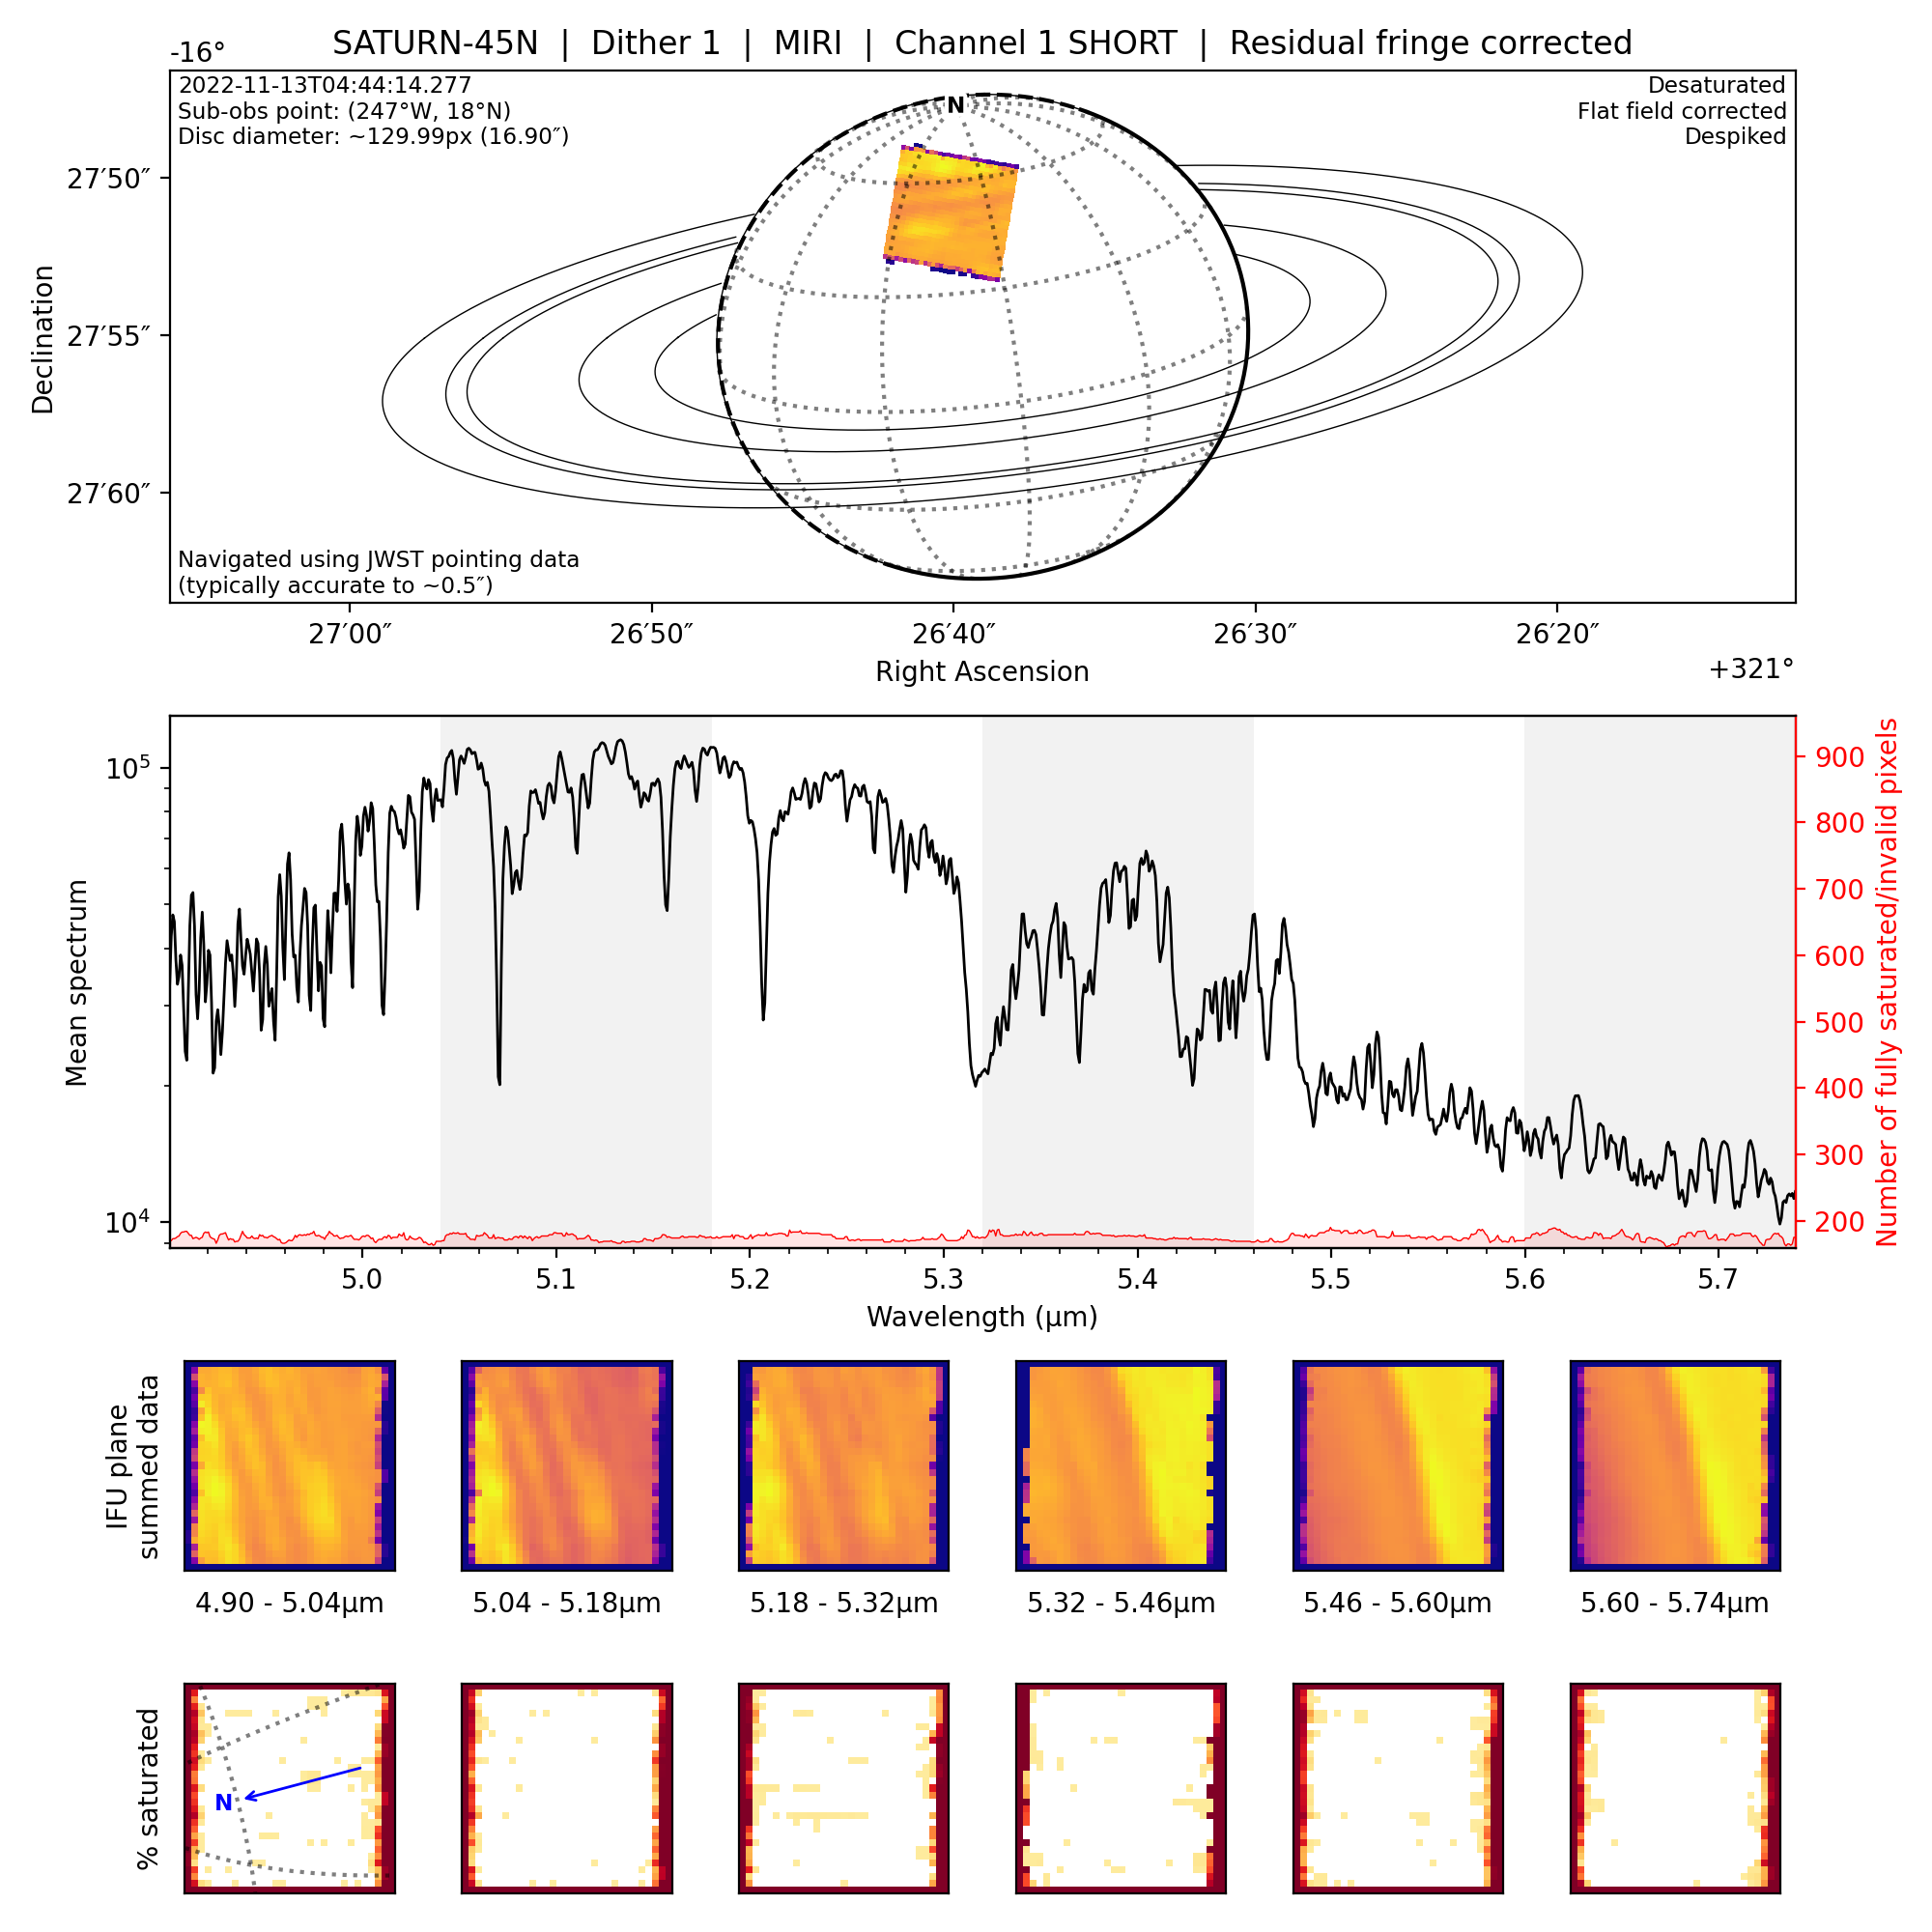 SATURN-45N | Dither 1 | MIRI | Channel 1 SHORT | Residual fringe corrected
-16°
2022-11-13T04:44:14.277
Sub-obs point: (247°W, 18°N)
Disc diameter: ~129.99px (16.90″)
Desaturated
Flat field corrected
Despiked
N
27′50″
27′55″
27′60″
Declination
Navigated using JWST pointing data
(typically accurate to ~0.5″)
27′00″
26′50″
26′40″
26′30″
26′20″
Right Ascension
+321°
10⁵
10⁴
Mean spectrum
900
800
700
600
500
400
300
200
Number of fully saturated/invalid pixels
5.0
5.1
5.2
5.3
5.4
5.5
5.6
5.7
Wavelength (µm)
IFU plane
summed data
4.90 - 5.04µm
5.04 - 5.18µm
5.18 - 5.32µm
5.32 - 5.46µm
5.46 - 5.60µm
5.60 - 5.74µm
% saturated
N